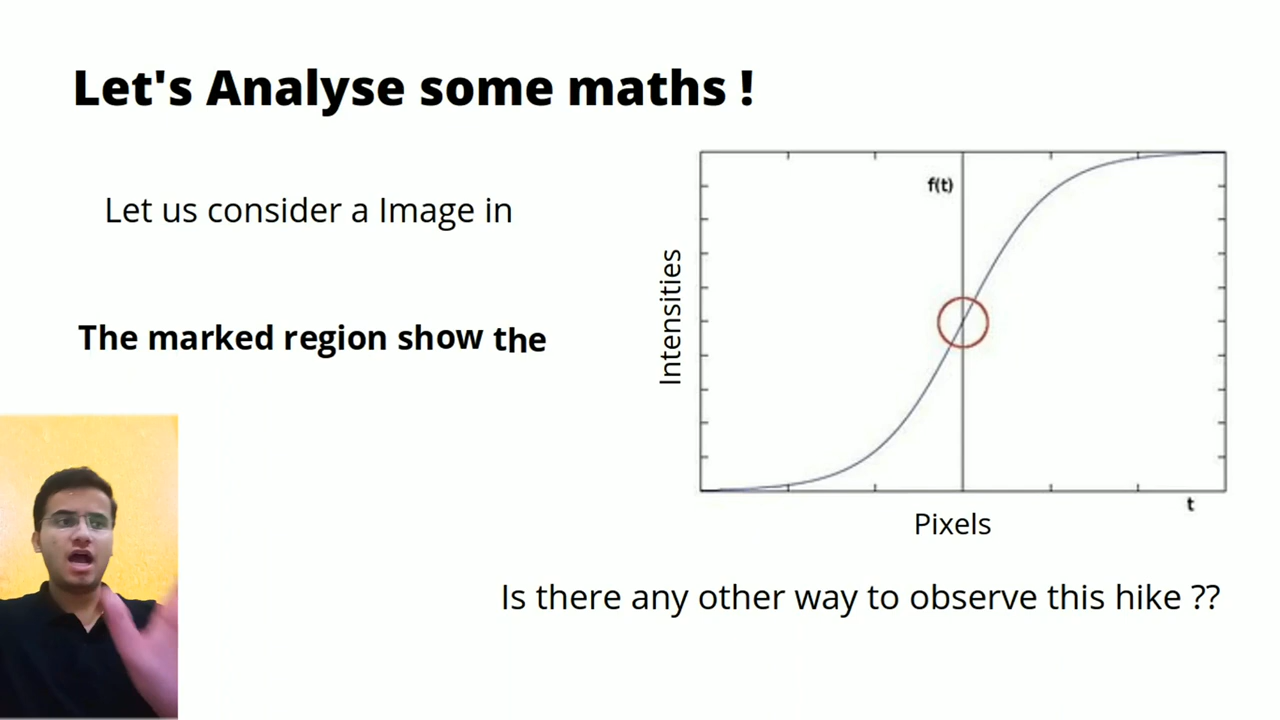 Let's Analyse some maths !
Let us consider a Image in
The marked region show the
f(t)
Intensities
t
Pixels
Is there any other way to observe this hike ??